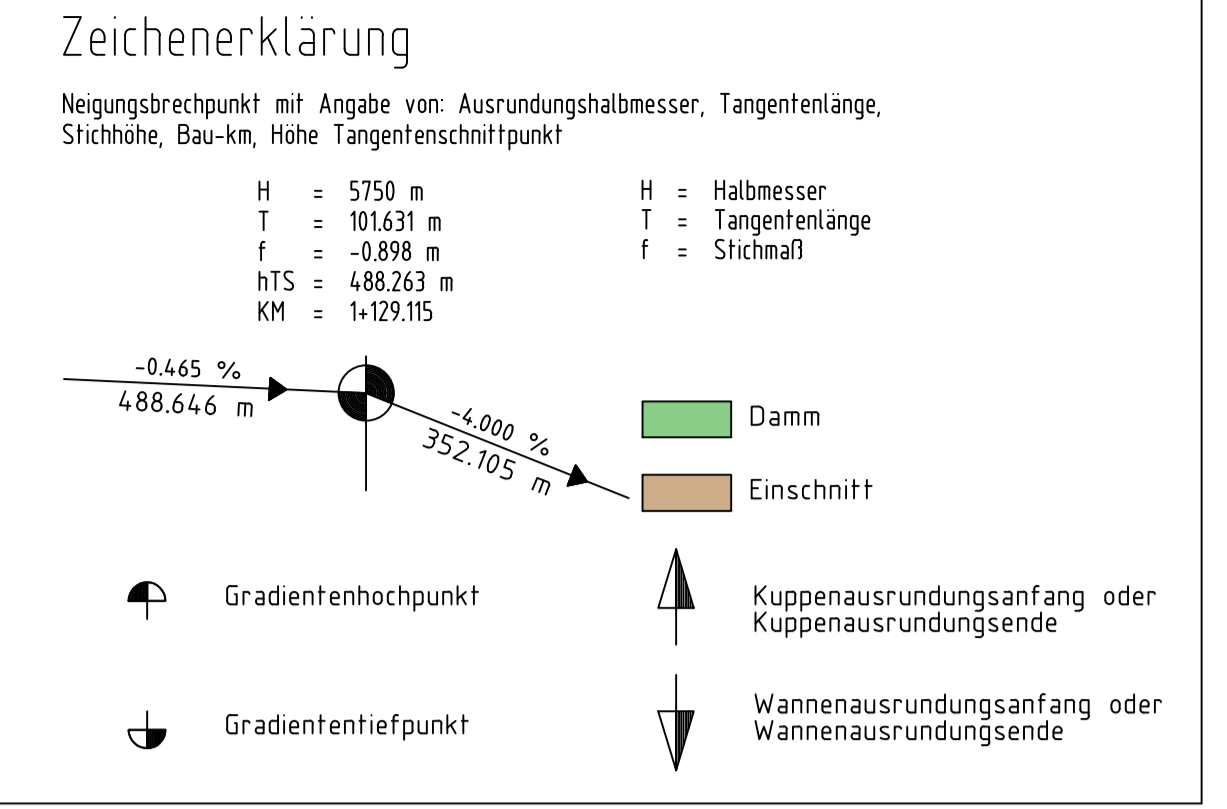 Zeichenerklärung
Neigungsbrechpunkt mit Angabe von: Ausrundungshalbmesser, Tangentenlänge,
Stichhöhe, Bau-km, Höhe Tangentenschnittpunkt
H = 5750 m
T = 101.631 m
f = -0.898 m
hTS = 488.263 m
KM = 1+129.115
H = Halbmesser
T = Tangentenlänge
f = Stichmaß
-0.465 %
488.646 m
-4.000 %
352.105 m
Damm
Einschnitt
Gradientenhochpunkt
Kuppenausrundungsanfang oder
Kuppenausrundungsende
Gradiententiefpunkt
Wannenausrundungsanfang oder
Wannenausrundungsende